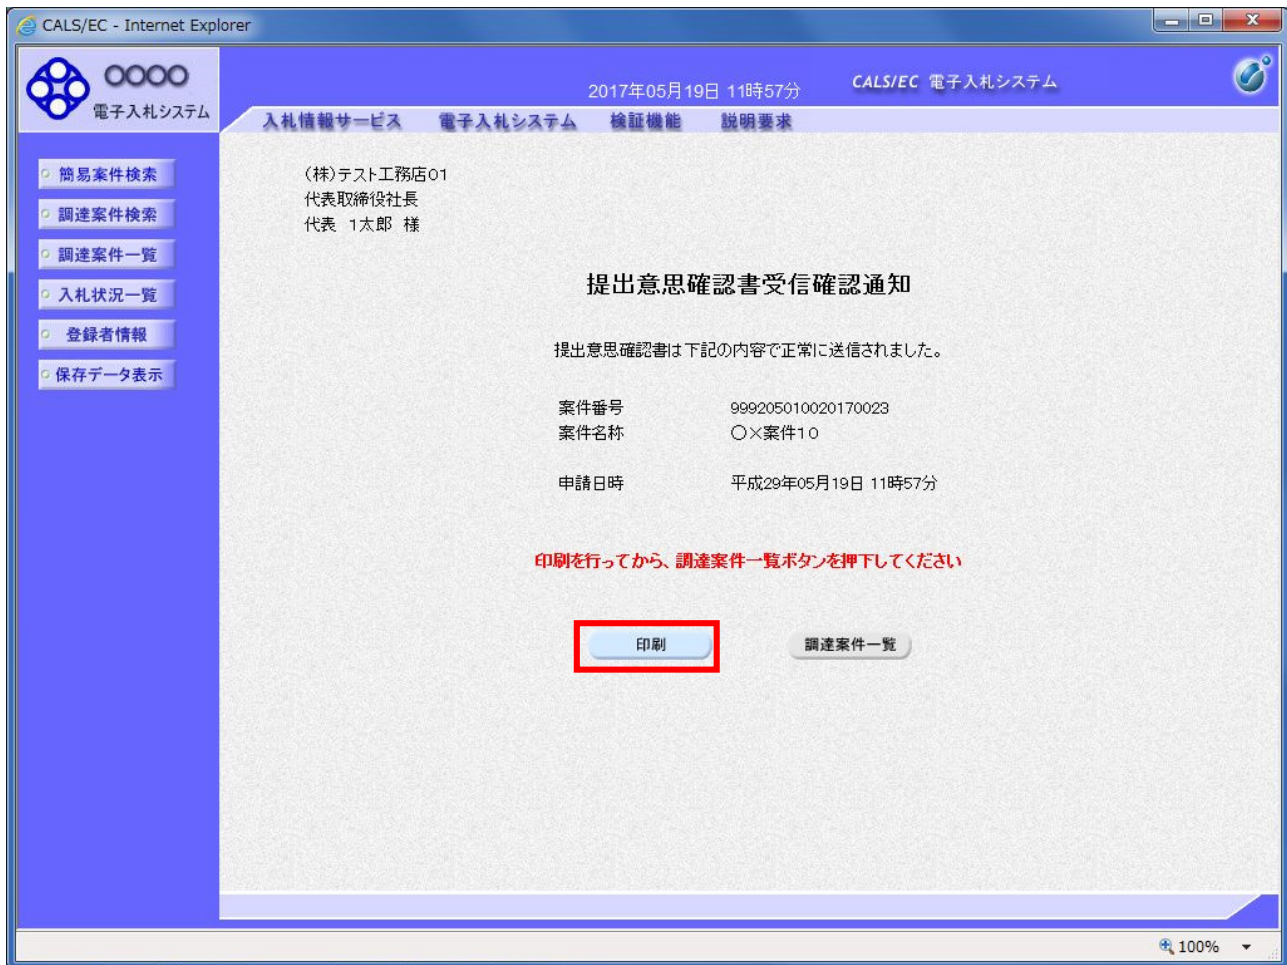 CALS/EC - Internet Explorer
〇〇〇〇
電子入札システム
2017年05月19日 11時57分
CALS/EC 電子入札システム
入札情報サービス 電子入札システム 検証機能 説明要求
簡易案件検索
調達案件検索
調達案件一覧
入札状況一覧
登録者情報
保存データ表示
(株)テスト工務店01
代表取締役社長
代表 1太郎 様
提出意思確認書受信確認通知
提出意思確認書は下記の内容で正常に送信されました。
案件番号 999205010020170023
案件名称 〇×案件10
申請日時 平成29年05月19日 11時57分
印刷を行ってから、調達案件一覧ボタンを押下してください
印刷 調達案件一覧
100%